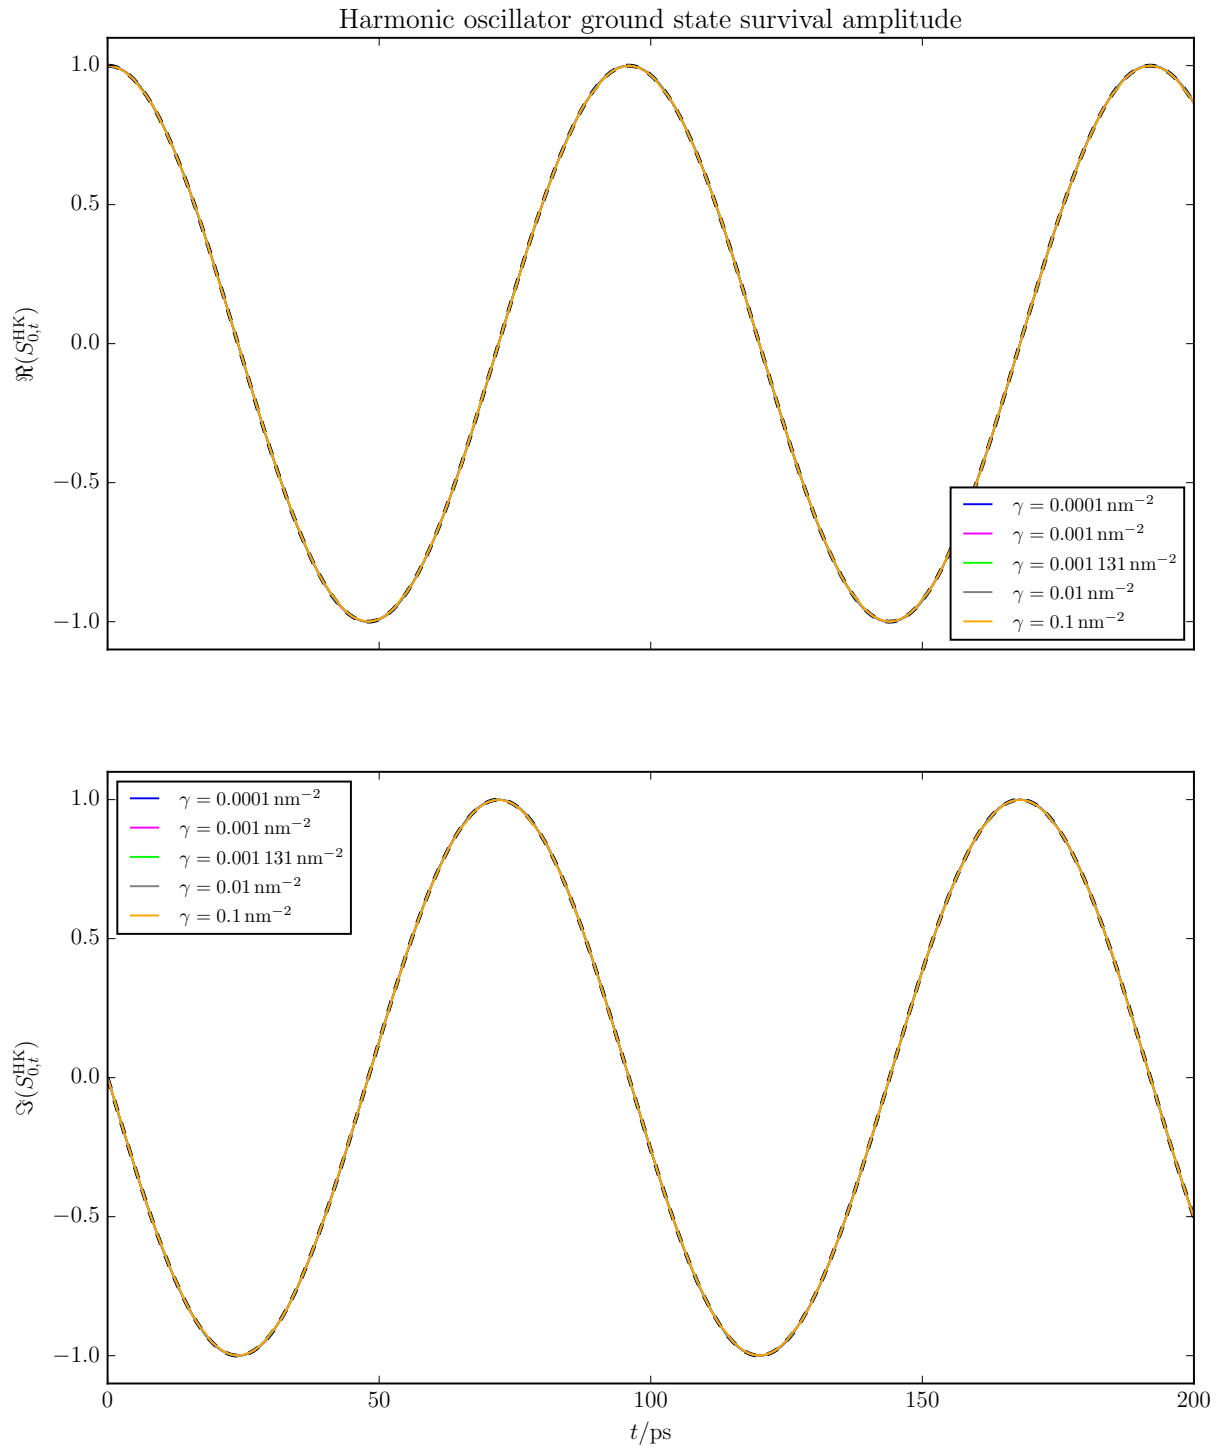 Harmonic oscillator ground state survival amplitude
1.0
0.5
0.0
−0.5
−1.0
ℜ(S₀,ₜᴴᴷ)
γ = 0.0001 nm⁻²
γ = 0.001 nm⁻²
γ = 0.001 131 nm⁻²
γ = 0.01 nm⁻²
γ = 0.1 nm⁻²
1.0
0.5
0.0
−0.5
−1.0
ℑ(S₀,ₜᴴᴷ)
γ = 0.0001 nm⁻²
γ = 0.001 nm⁻²
γ = 0.001 131 nm⁻²
γ = 0.01 nm⁻²
γ = 0.1 nm⁻²
0 50 100 150 200
t/ps